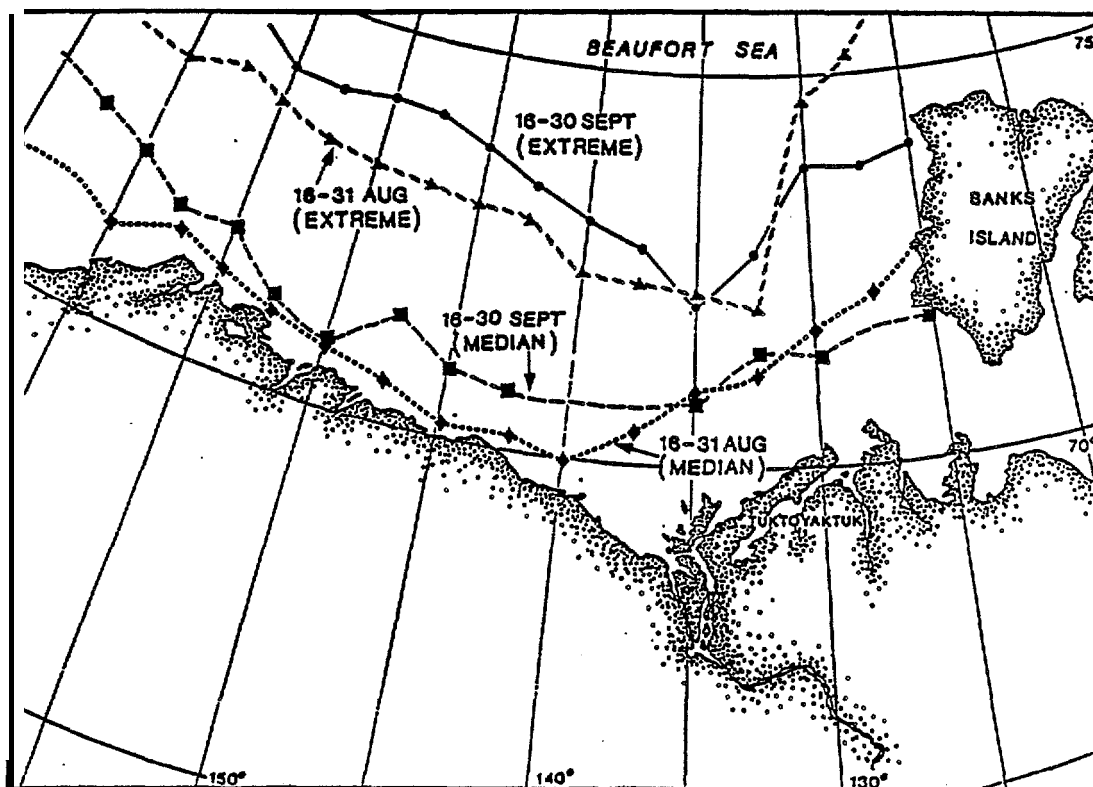 BEAUFORT SEA
75
16-30 SEPT
(EXTREME)
16-31 AUG
(EXTREME)
BANKS
ISLAND
16-30 SEPT
(MEDIAN)
16-31 AUG
(MEDIAN)
70°
TUKTOYAKTUK
150°
140°
130°